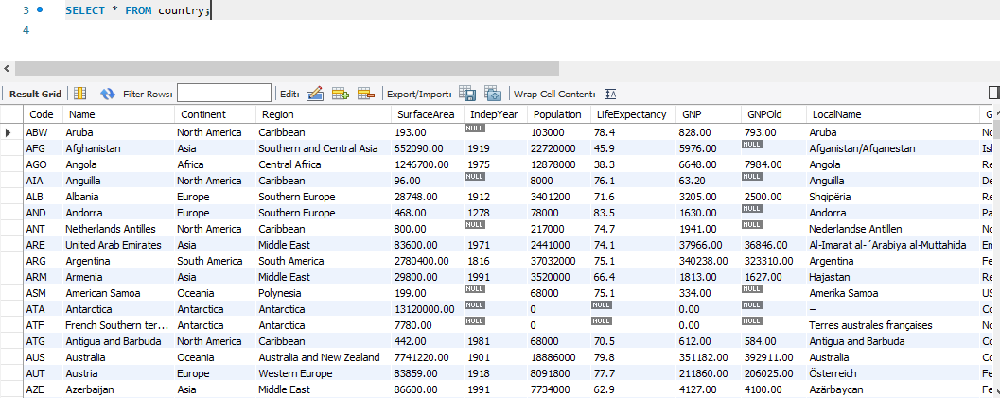 3 SELECT * FROM country;
4
Result Grid Filter Rows: Edit: Export/Import: Wrap Cell Content: IA
Code Name Continent Region SurfaceArea IndepYear Population LifeExpectancy GNP GNPOld LocalName G
ABW Aruba North America Caribbean 193.00 NULL 103000 78.4 828.00 793.00 Aruba No
AFG Afghanistan Asia Southern and Central Asia 652090.00 1919 22720000 45.9 5976.00 NULL Afganistan/Afqanestan Isl
AGO Angola Africa Central Africa 1246700.00 1975 12878000 38.3 6648.00 7984.00 Angola Re
AIA Anguilla North America Caribbean 96.00 NULL 8000 76.1 63.20 NULL Anguilla De
ALB Albania Europe Southern Europe 28748.00 1912 3401200 71.6 3205.00 2500.00 Shqipëria Re
AND Andorra Europe Southern Europe 468.00 1278 78000 83.5 1630.00 NULL Andorra Pa
ANT Netherlands Antilles North America Caribbean 800.00 NULL 217000 74.7 1941.00 NULL Nederlandse Antillen No
ARE United Arab Emirates Asia Middle East 83600.00 1971 2441000 74.1 37966.00 36846.00 Al-Imarat al-´Arabiya al-Muttahida Em
ARG Argentina South America South America 2780400.00 1816 37032000 75.1 340238.00 323310.00 Argentina Fe
ARM Armenia Asia Middle East 29800.00 1991 3520000 66.4 1813.00 1627.00 Hajastan Re
ASM American Samoa Oceania Polynesia 199.00 NULL 68000 75.1 334.00 NULL Amerika Samoa US
ATA Antarctica Antarctica Antarctica 13120000.00 NULL 0 NULL 0.00 NULL – Co
ATF French Southern ter... Antarctica Antarctica 7780.00 NULL 0 NULL 0.00 NULL Terres australes françaises No
ATG Antigua and Barbuda North America Caribbean 442.00 1981 68000 70.5 612.00 584.00 Antigua and Barbuda Co
AUS Australia Oceania Australia and New Zealand 7741220.00 1901 18886000 79.8 351182.00 392911.00 Australia Co
AUT Austria Europe Western Europe 83859.00 1918 8091800 77.7 211860.00 206025.00 Österreich Fe
AZE Azerbaijan Asia Middle East 86600.00 1991 7734000 62.9 4127.00 4100.00 Azärbaycan Fe